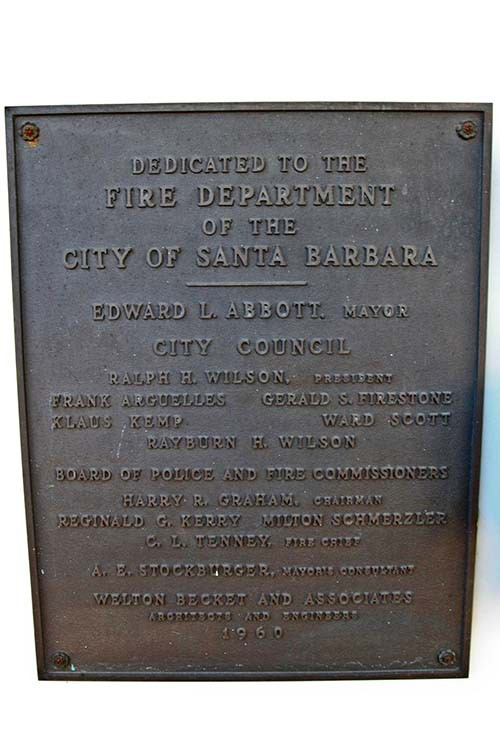 DEDICATED TO THE
FIRE DEPARTMENT
OF THE
CITY OF SANTA BARBARA
EDWARD L. ABBOTT, MAYOR
CITY COUNCIL
RALPH H. WILSON, PRESIDENT
FRANK ARGUELLES GERALD S. FIRESTONE
KLAUS KEMP WARD SCOTT
RAYBURN H. WILSON
BOARD OF POLICE AND FIRE COMMISSIONERS
HARRY R. GRAHAM, CHAIRMAN
REGINALD G. KERRY MILTON SCHMERZLER
C. L. TENNEY, FIRE CHIEF
A. E. STOCKBURGER, MAYOR'S CONSULTANT
WELTON BECKET AND ASSOCIATES
ARCHITECTS AND ENGINEERS
1960